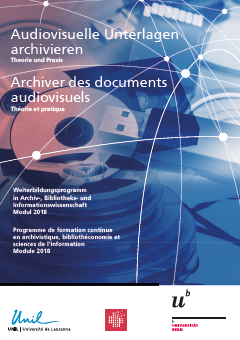 Audiovisuelle Unterlagen
archivieren
Theorie und Praxis
Archiver des documents
audiovisuels
Théorie et pratique
Weiterbildungsprogramm
in Archiv-, Bibliotheks- und
Informationswissenschaft
Modul 2018
Programme de formation continue
en archivistique, bibliothéconomie et
sciences de l'information
Module 2018
Unil
UNIL | Université de Lausanne
u b
b
UNIVERSITÄT
BERN